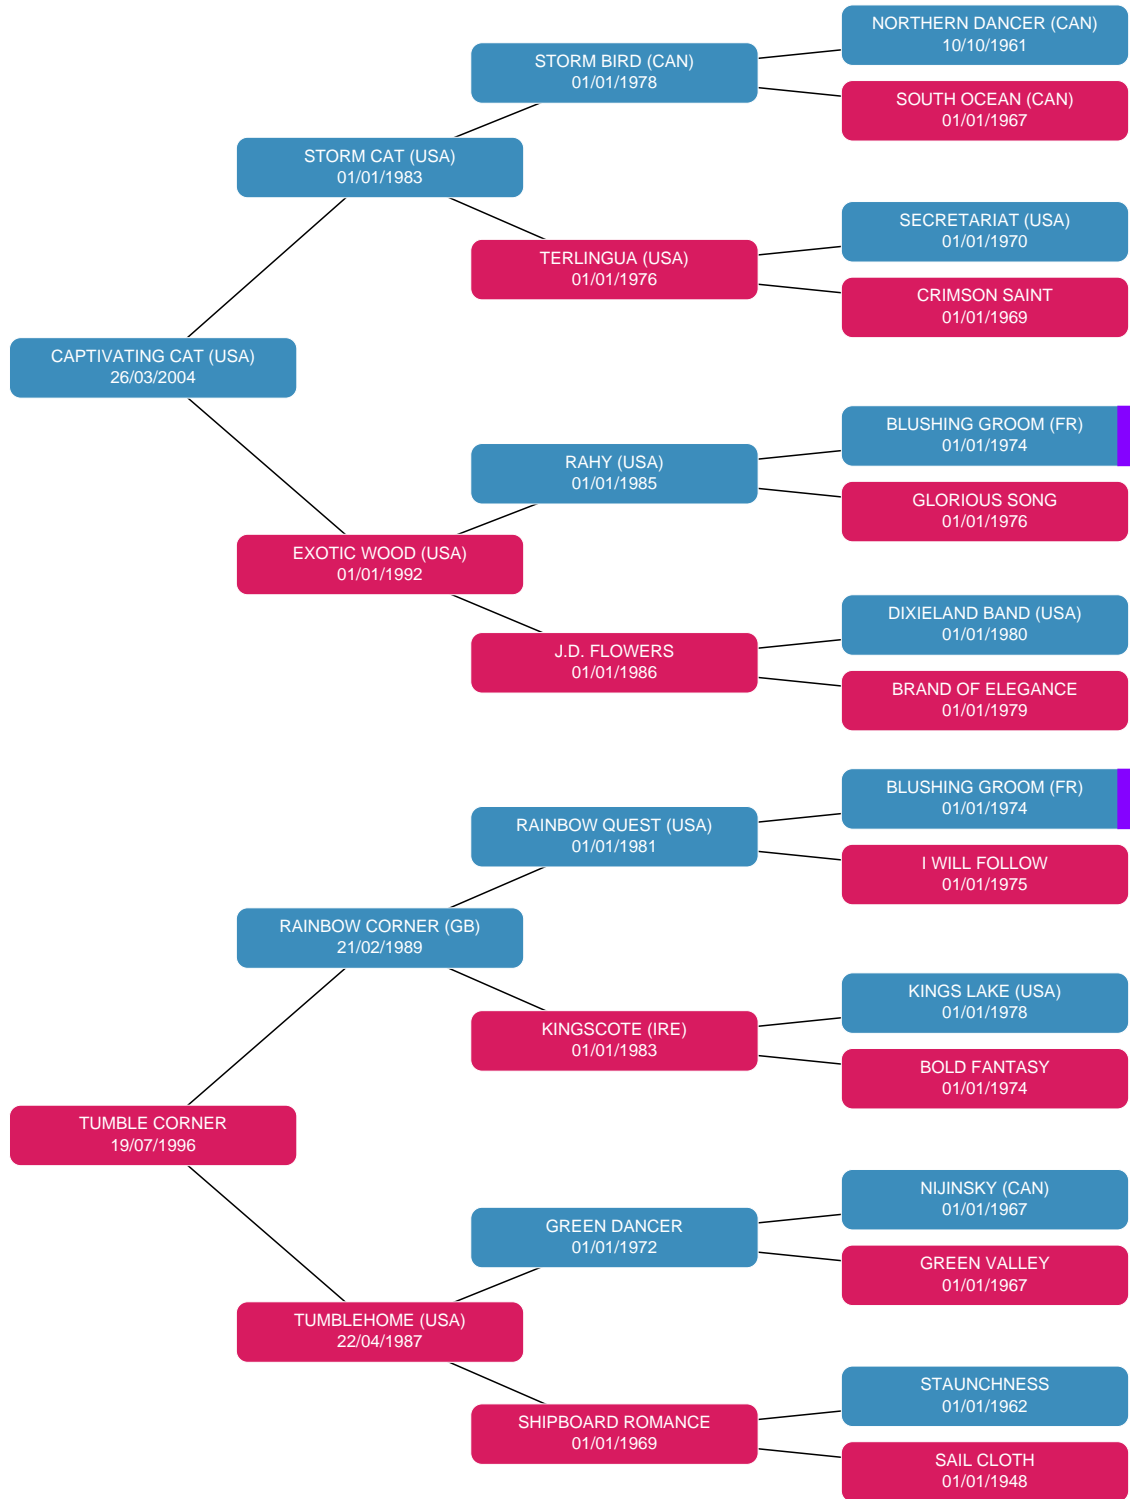 NORTHERN DANCER (CAN)
10/10/1961
STORM BIRD (CAN)
01/01/1978
SOUTH OCEAN (CAN)
01/01/1967
STORM CAT (USA)
01/01/1983
SECRETARIAT (USA)
01/01/1970
TERLINGUA (USA)
01/01/1976
CRIMSON SAINT
01/01/1969
CAPTIVATING CAT (USA)
26/03/2004
BLUSHING GROOM (FR)
01/01/1974
RAHY (USA)
01/01/1985
GLORIOUS SONG
01/01/1976
EXOTIC WOOD (USA)
01/01/1992
DIXIELAND BAND (USA)
01/01/1980
J.D. FLOWERS
01/01/1986
BRAND OF ELEGANCE
01/01/1979
BLUSHING GROOM (FR)
01/01/1974
RAINBOW QUEST (USA)
01/01/1981
I WILL FOLLOW
01/01/1975
RAINBOW CORNER (GB)
21/02/1989
KINGS LAKE (USA)
01/01/1978
KINGSCOTE (IRE)
01/01/1983
BOLD FANTASY
01/01/1974
TUMBLE CORNER
19/07/1996
NIJINSKY (CAN)
01/01/1967
GREEN DANCER
01/01/1972
GREEN VALLEY
01/01/1967
TUMBLEHOME (USA)
22/04/1987
STAUNCHNESS
01/01/1962
SHIPBOARD ROMANCE
01/01/1969
SAIL CLOTH
01/01/1948